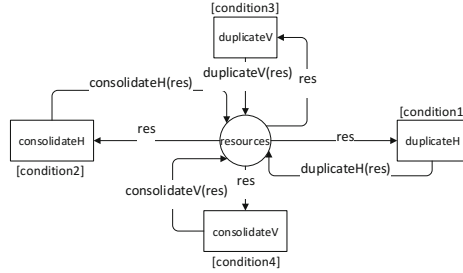 [condition3]
duplicateV
duplicateV(res)
res
consolidateH(res)
[condition1]
consolidateH
res
resources
res
duplicateH
[condition2]
consolidateV(res)
res
duplicateH(res)
consolidateV
[condition4]